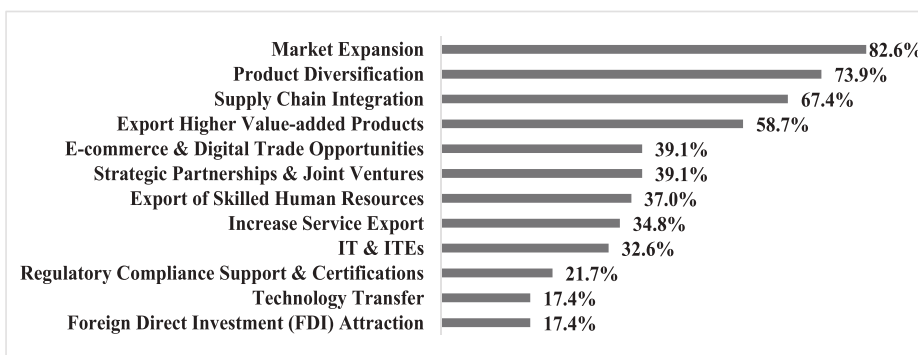 Market Expansion 82.6%
Product Diversification 73.9%
Supply Chain Integration 67.4%
Export Higher Value-added Products 58.7%
E-commerce & Digital Trade Opportunities 39.1%
Strategic Partnerships & Joint Ventures 39.1%
Export of Skilled Human Resources 37.0%
Increase Service Export 34.8%
IT & ITEs 32.6%
Regulatory Compliance Support & Certifications 21.7%
Technology Transfer 17.4%
Foreign Direct Investment (FDI) Attraction 17.4%